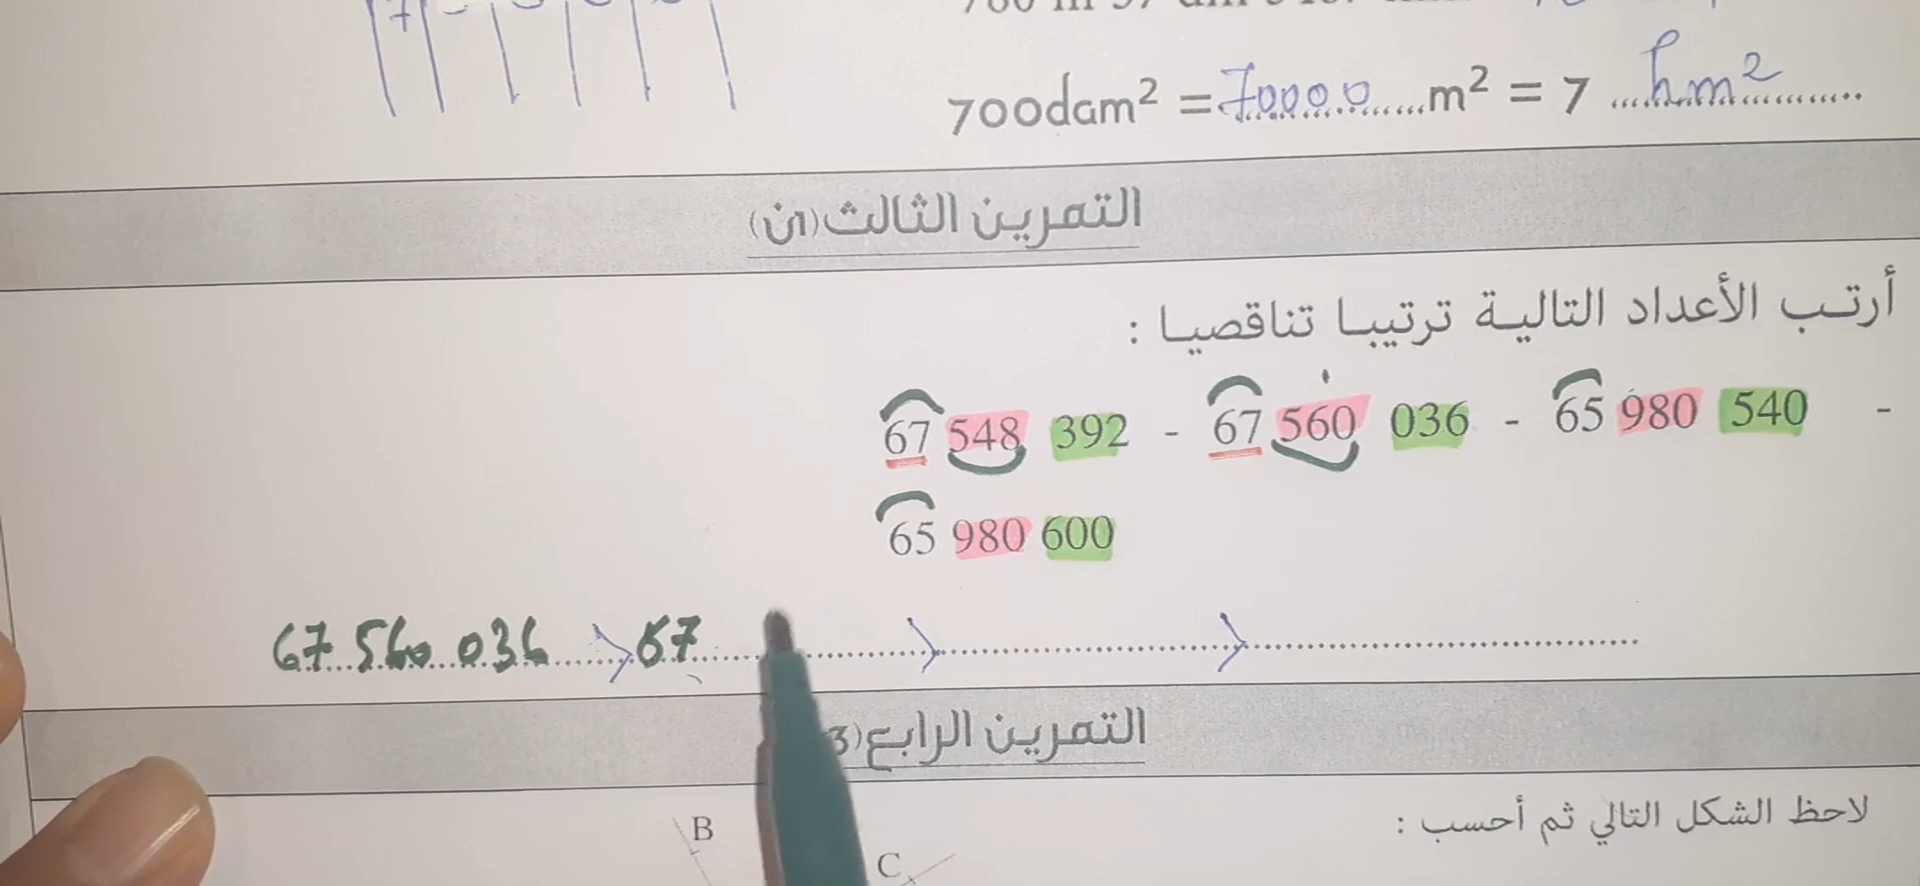 700dam² = 70000 m² = 7 hm²
التمرين الثالث(1ن)
أرتب الأعداد التالية ترتيبا تناقصيا :
67 548 392 - 67 560 036 - 65 980 540 -
65 980 600
67 560 036 > 67 > >
التمرين الرابع(3
لاحظ الشكل التالي ثم أحسب :
B
C